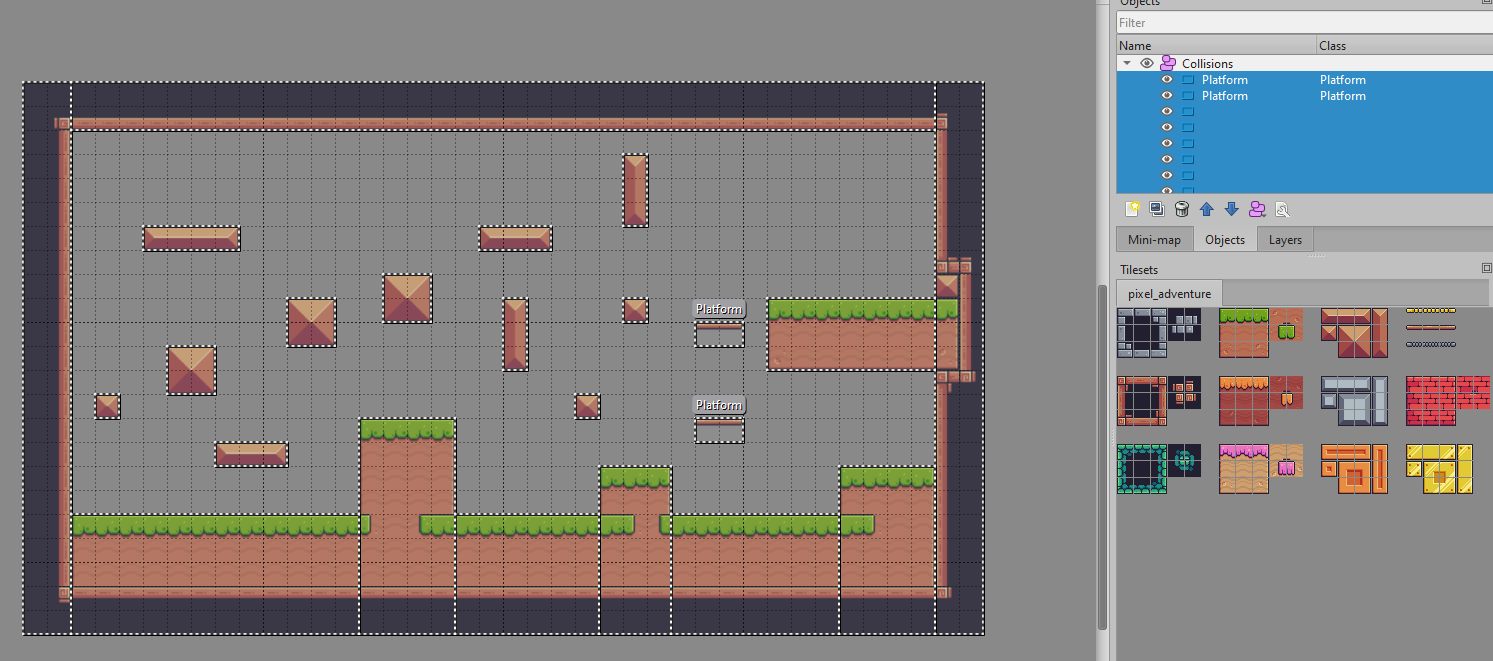 Objects
Filter
Name Class
Collisions
Platform Platform
Platform Platform
Mini-map Objects Layers
Tilesets
pixel_adventure
Platform
Platform